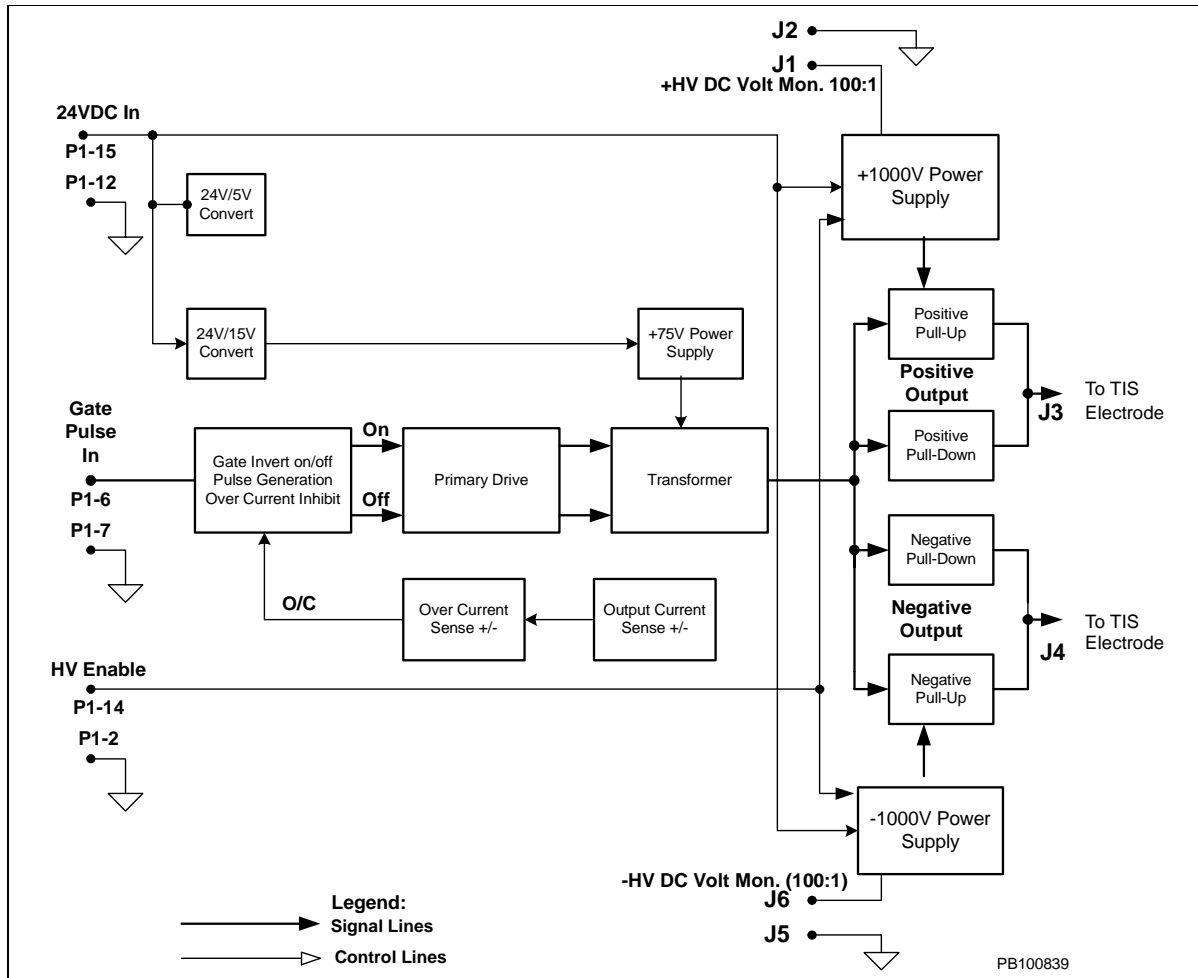 J2
J1
+HV DC Volt Mon. 100:1
24VDC In
P1-15
P1-12
24V/5V
Convert
+1000V Power
Supply
24V/15V
Convert
+75V Power
Supply
Positive
Pull-Up
Positive
Output
To TIS
Electrode
J3
Gate
Pulse
In
P1-6
P1-7
Gate Invert on/off
Pulse Generation
Over Current Inhibit
On
Off
Primary Drive
Transformer
Positive
Pull-Down
Negative
Pull-Down
O/C
Over Current
Sense +/-
Output Current
Sense +/-
Negative
Output
To TIS
Electrode
J4
HV Enable
P1-14
P1-2
Negative
Pull-Up
-1000V Power
Supply
-HV DC Volt Mon. (100:1)
J6
J5
Legend:
Signal Lines
Control Lines
PB100839